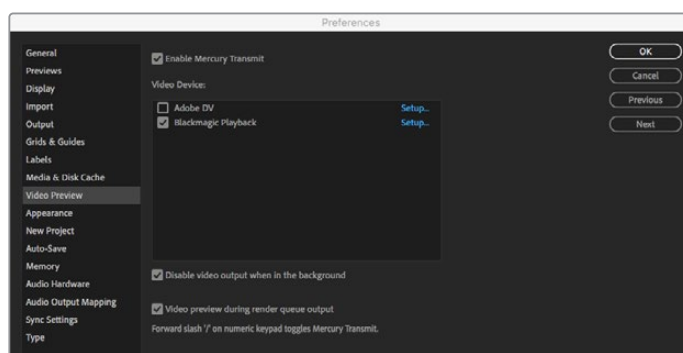 Preferences
General
Previews
Display
Import
Output
Grids & Guides
Labels
Media & Disk Cache
Video Preview
Appearance
New Project
Auto-Save
Memory
Audio Hardware
Audio Output Mapping
Sync Settings
Type
Enable Mercury Transmit
Video Device:
Adobe DV Setup...
Blackmagic Playback Setup...
Disable video output when in the background
Video preview during render queue output
Forward slash '/' on numeric keypad toggles Mercury Transmit.
OK
Cancel
Previous
Next